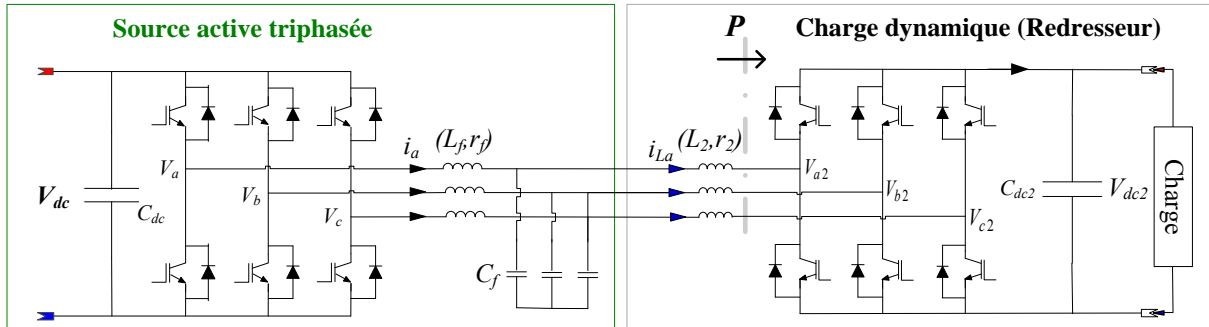 Source active triphasée
P
Charge dynamique (Redresseur)
i_a
(L_f,r_f)
i_La
(L_2,r_2)
V_a
V_b
V_c
V_dc
C_dc
C_f
V_a2
V_b2
V_c2
C_dc2
V_dc2
Charge